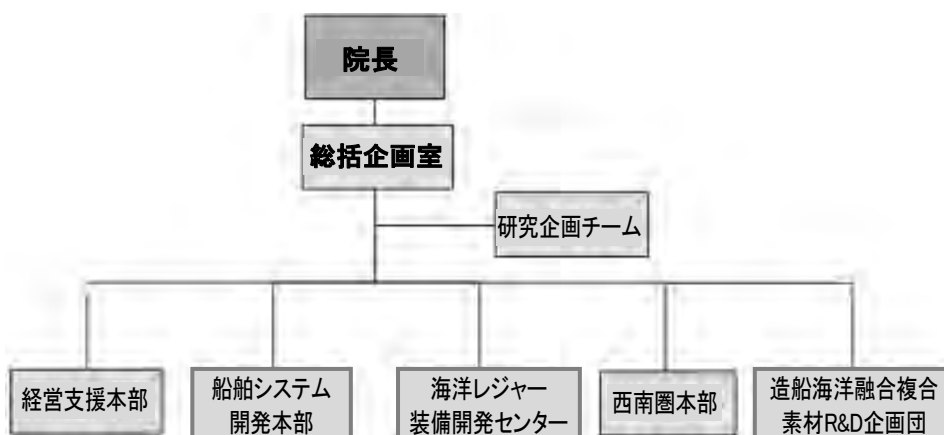 院長
総括企画室
研究企画チーム
経営支援本部
船舶システム
開発本部
海洋レジャー
装備開発センター
西南圏本部
造船海洋融合複合
素材R&D企画団